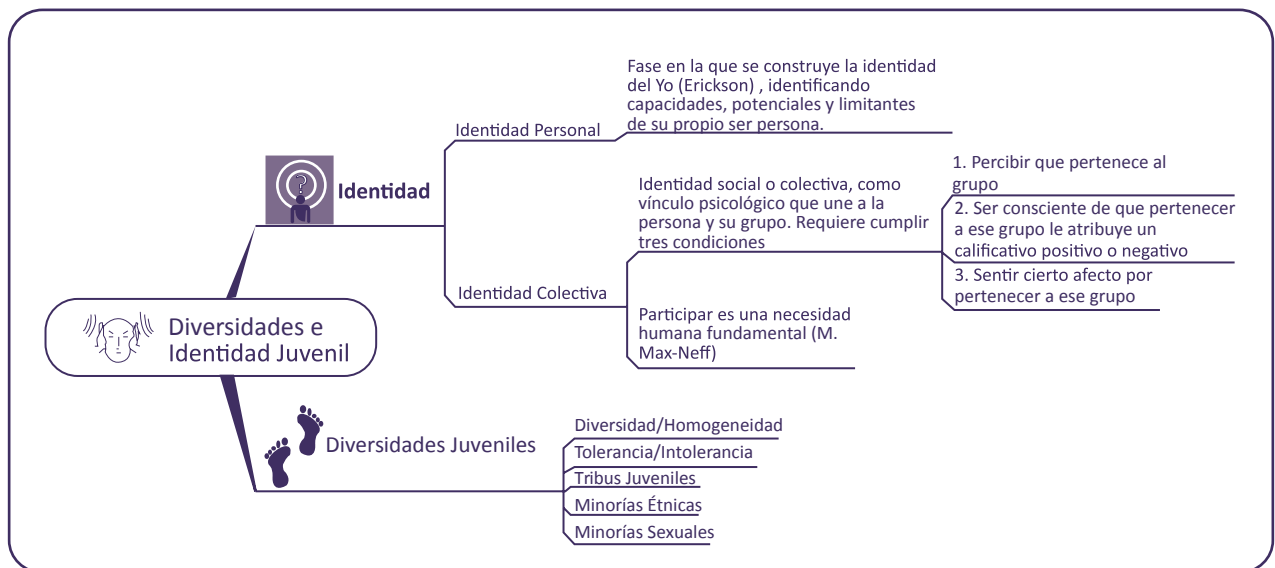 Diversidades e
Identidad Juvenil
Identidad
Identidad Personal
Fase en la que se construye la identidad
del Yo (Erickson) , identificando
capacidades, potenciales y limitantes
de su propio ser persona.
Identidad Colectiva
Identidad social o colectiva, como
vínculo psicológico que une a la
persona y su grupo. Requiere cumplir
tres condiciones
1. Percibir que pertenece al
grupo
2. Ser consciente de que pertenecer
a ese grupo le atribuye un
calificativo positivo o negativo
3. Sentir cierto afecto por
pertenecer a ese grupo
Participar es una necesidad
humana fundamental (M.
Max-Neff)
Diversidades Juveniles
Diversidad/Homogeneidad
Tolerancia/Intolerancia
Tribus Juveniles
Minorías Étnicas
Minorías Sexuales
?